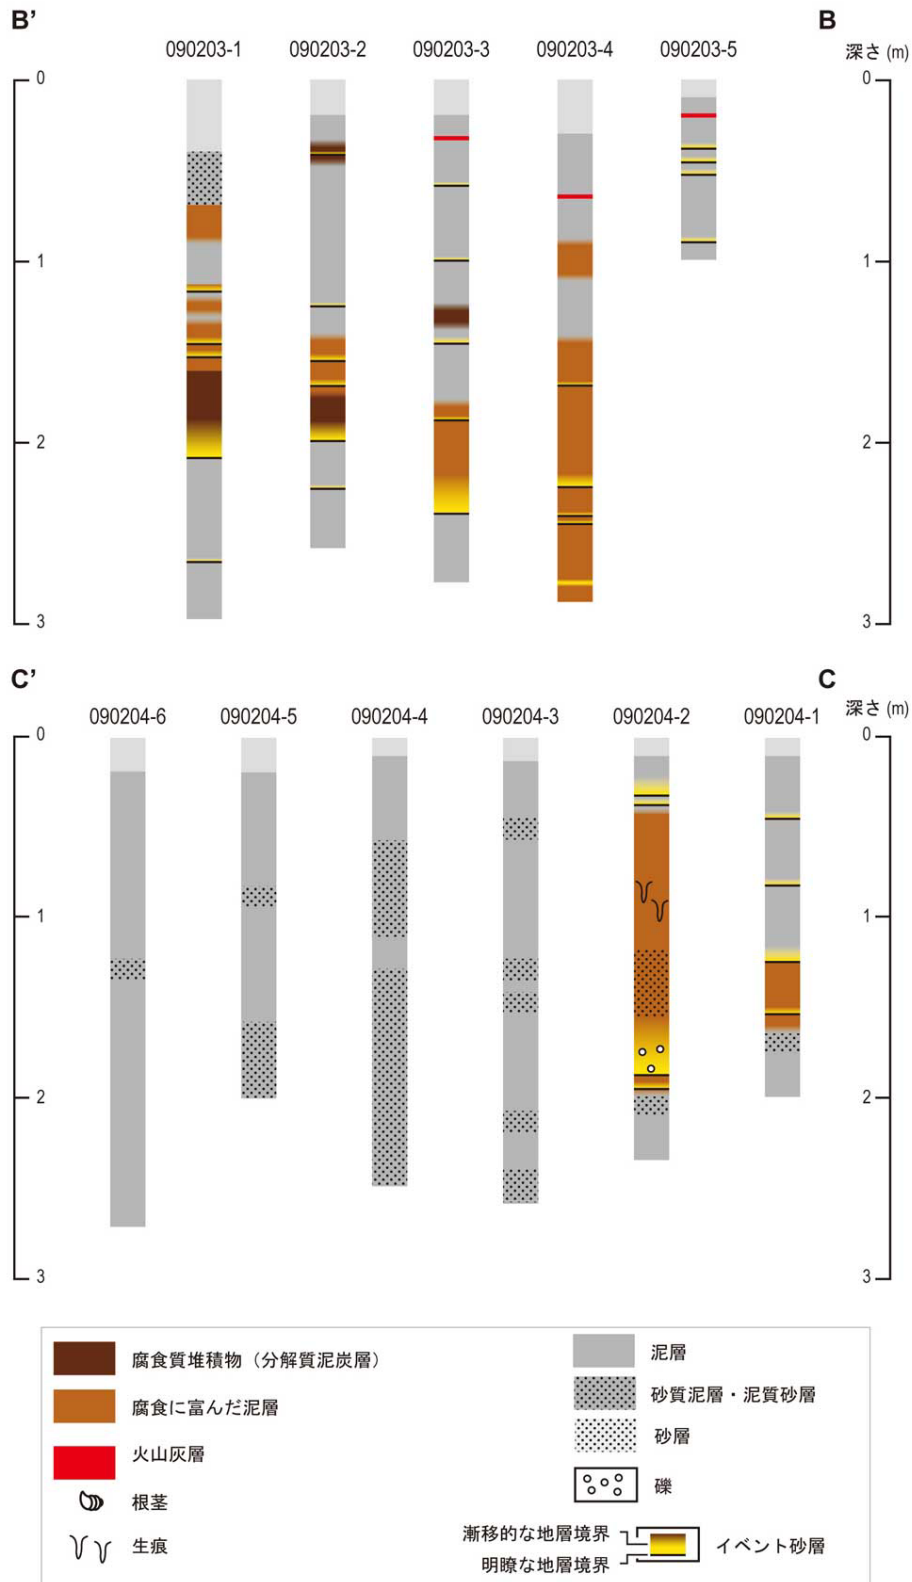 B’
B
090203-1 090203-2 090203-3 090203-4 090203-5
深さ (m)
0 0
1 1
2 2
3 3
C’
C
090204-6 090204-5 090204-4 090204-3 090204-2 090204-1
深さ (m)
0 0
1 1
2 2
3 3
腐食質堆積物（分解質泥炭層）
腐食に富んだ泥層
火山灰層
根茎
生痕
泥層
砂質泥層・泥質砂層
砂層
礫
漸移的な地層境界
明瞭な地層境界
イベント砂層